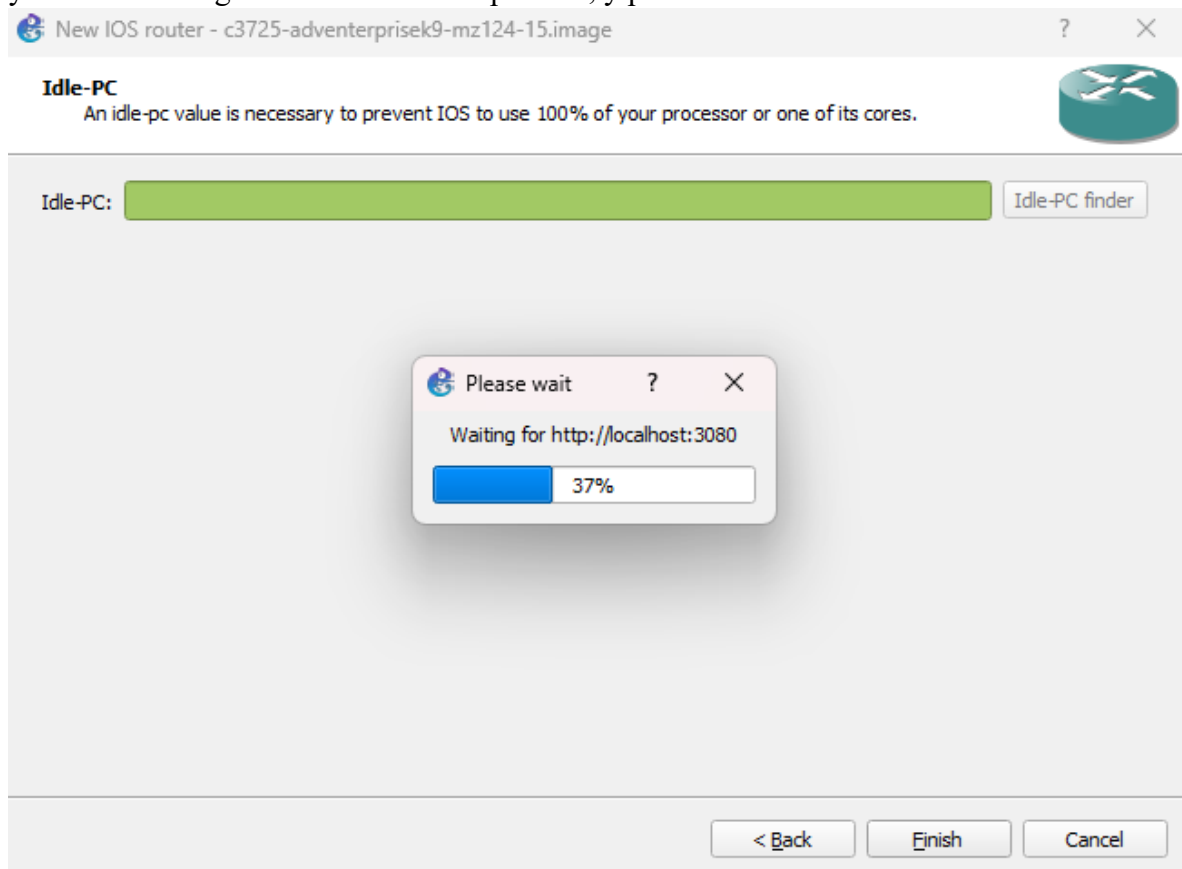 New IOS router - c3725-adventerprisek9-mz124-15.image
Idle-PC
An idle-pc value is necessary to prevent IOS to use 100% of your processor or one of its cores.
Idle-PC:
Idle-PC finder
Please wait
Waiting for http://localhost:3080
37%
< Back
Finish
Cancel